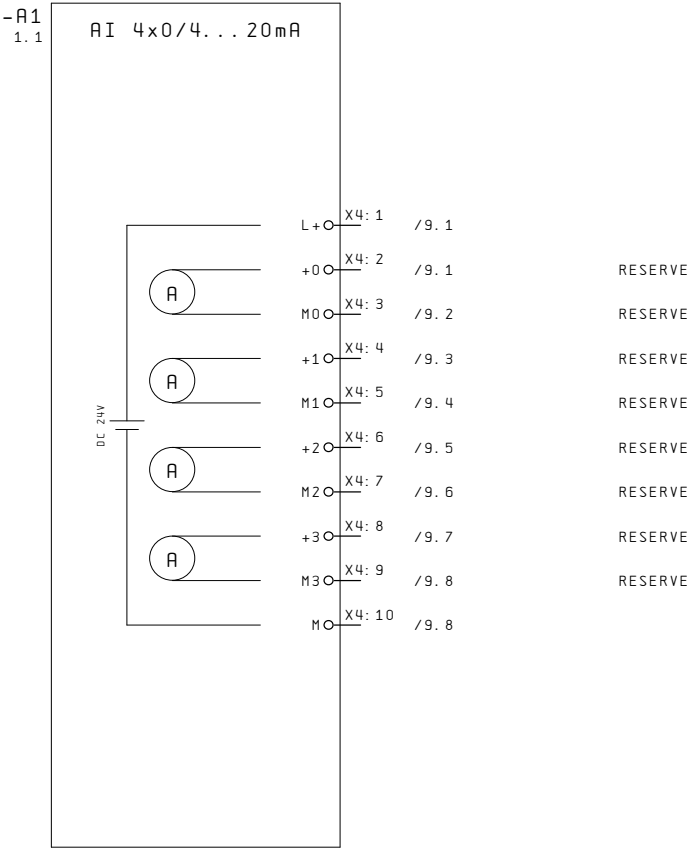 -A1
1.1
AI 4x0/4...20mA
L+ X4:1 /9.1
+0 X4:2 /9.1 RESERVE
A
M0 X4:3 /9.2 RESERVE
+1 X4:4 /9.3 RESERVE
A
M1 X4:5 /9.4 RESERVE
DC 24V
+2 X4:6 /9.5 RESERVE
A
M2 X4:7 /9.6 RESERVE
+3 X4:8 /9.7 RESERVE
A
M3 X4:9 /9.8 RESERVE
M X4:10 /9.8